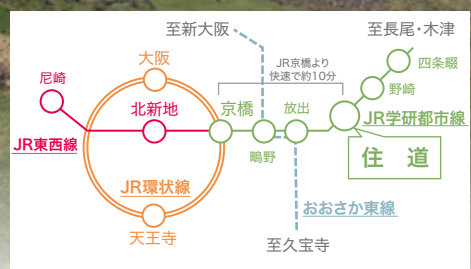 至新大阪
至長尾・木津
大阪
JR京橋より
快速で約10分
四条畷
尼崎
野崎
北新地
京橋
放出
JR学研都市線
JR東西線
鴫野
住 道
JR環状線
おおさか東線
天王寺
至久宝寺